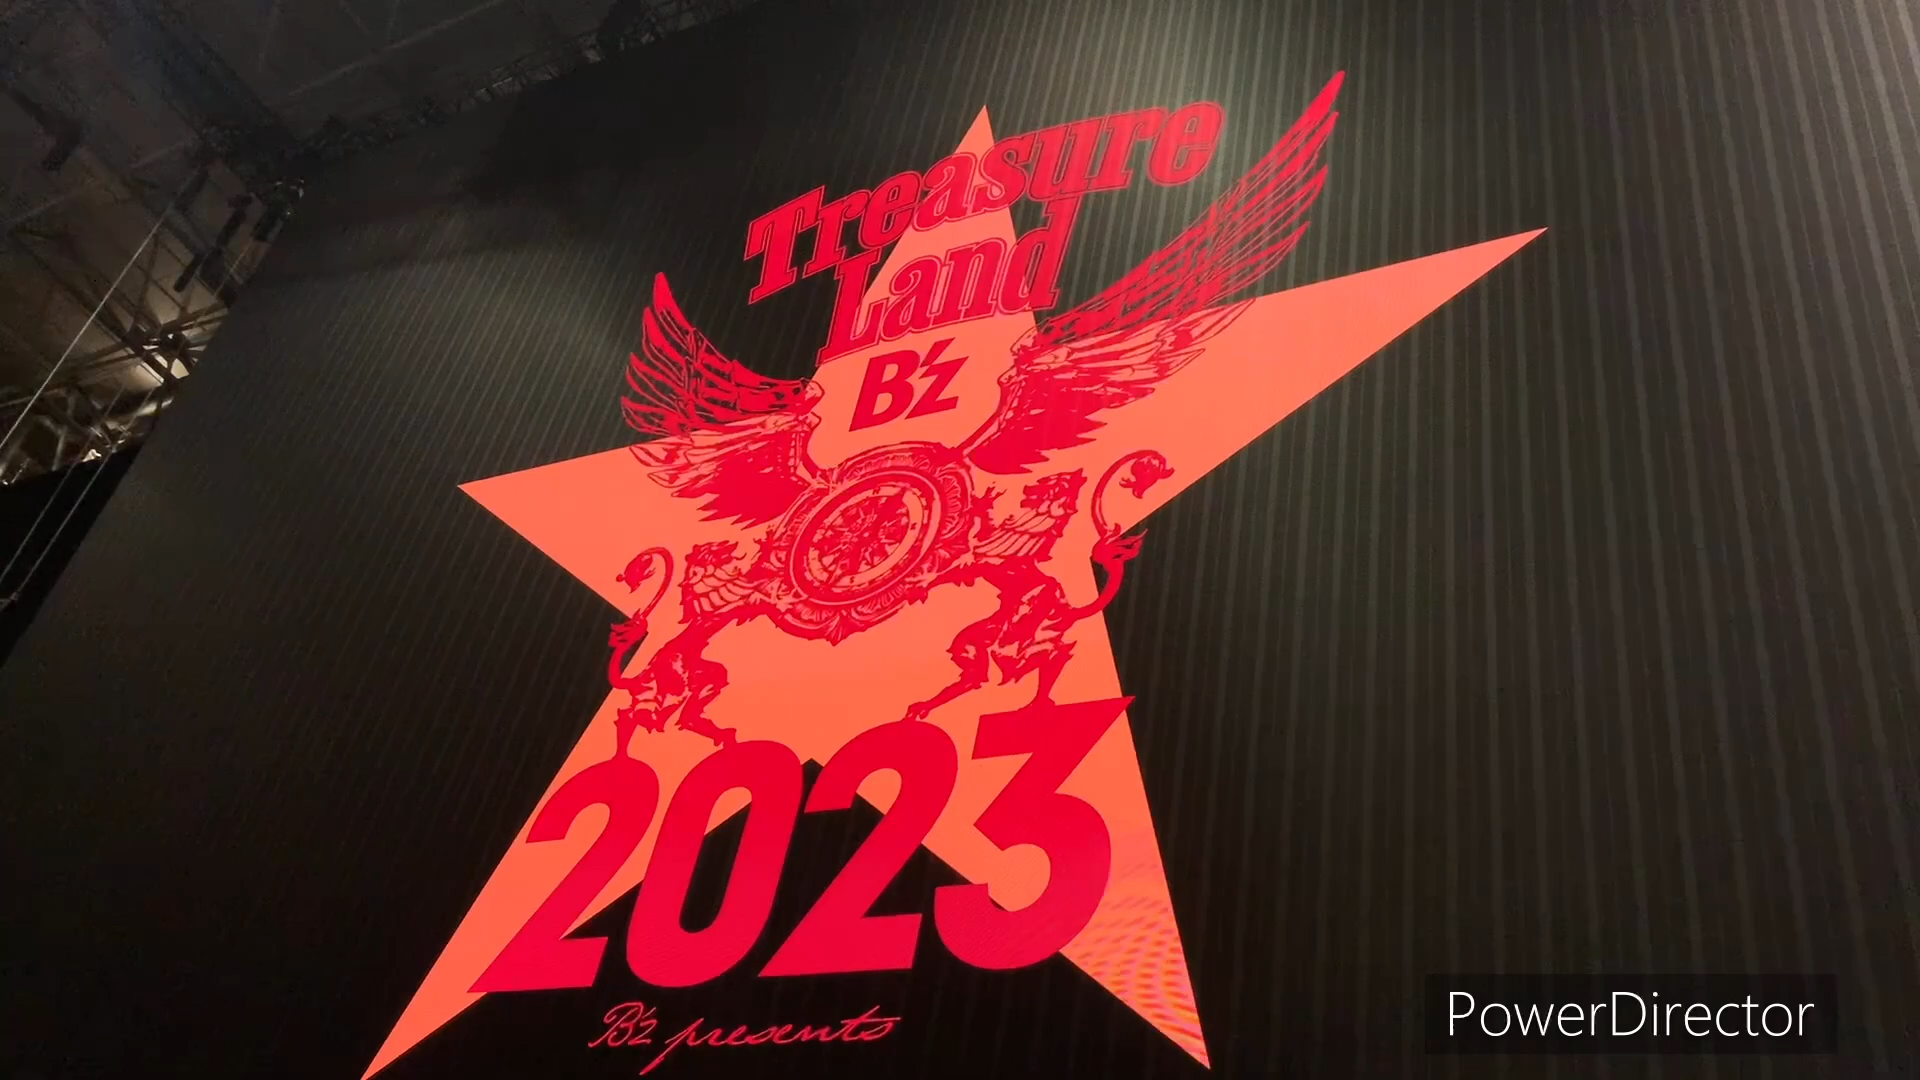 Treasure
Land
B'z
2023
B'z presents
PowerDirector